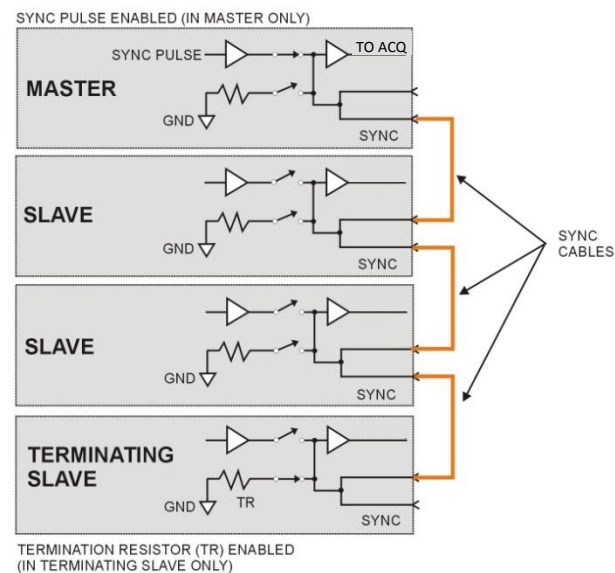 SYNC PULSE ENABLED (IN MASTER ONLY)
SYNC PULSE
TO ACQ
MASTER
GND
SYNC
SLAVE
GND
SYNC
SYNC
CABLES
SLAVE
GND
SYNC
TERMINATING
SLAVE
GND
TR
SYNC
TERMINATION RESISTOR (TR) ENABLED
(IN TERMINATING SLAVE ONLY)